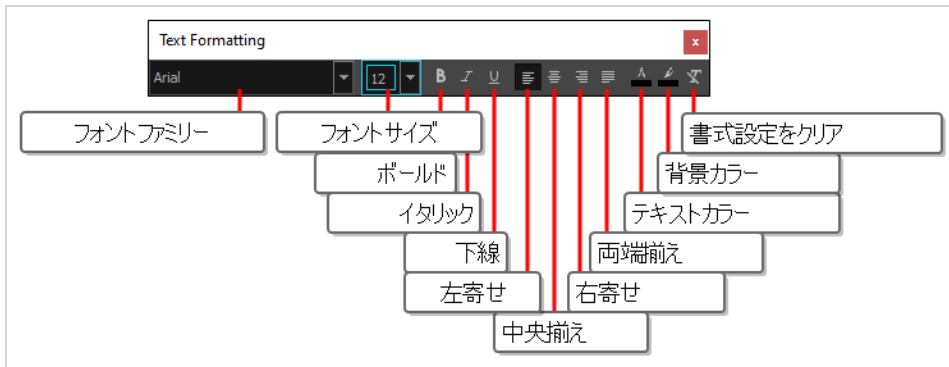 Text Formatting
x
Arial
12
B I U
A
フォントファミリー
フォントサイズ
書式設定をクリア
ボールド
背景カラー
イタリック
テキストカラー
下線
両端揃え
左寄せ
右寄せ
中央揃え